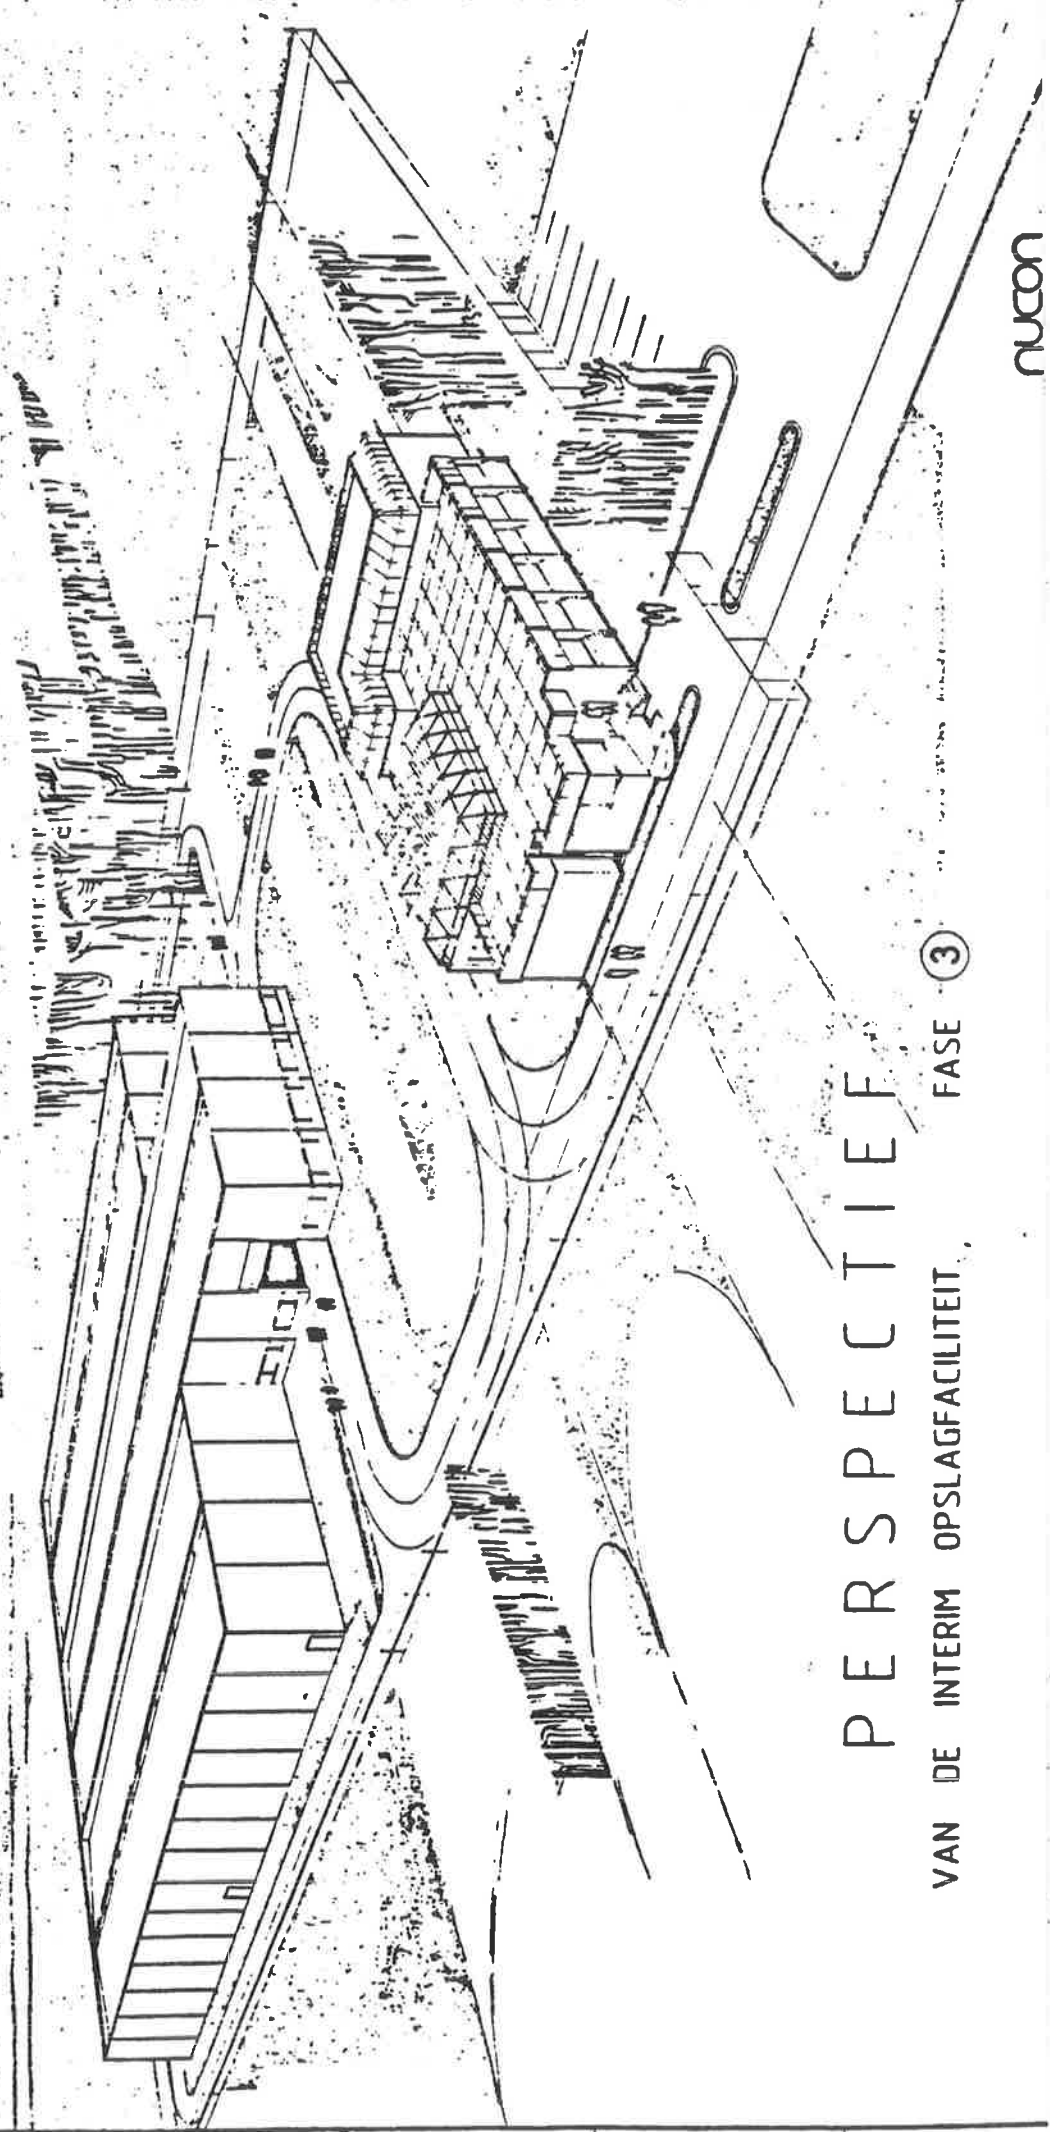 PERSPECTIEF
VAN DE INTERIM OPSLAGFACILITEIT, FASE 3
nucon